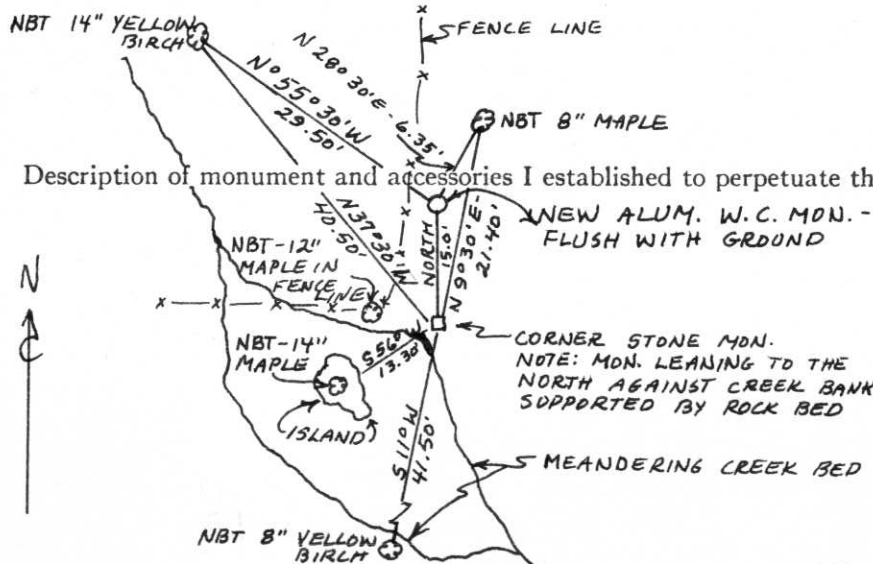 NBT 14" YELLOW
BIRCH
FENCE LINE
N 28° 30' E - 6.35'
N° 55° 30' W
29.50'
NBT 8" MAPLE
Description of monument and accessories I established to perpetuate th
NEW ALUM. W.C. MON. -
FLUSH WITH GROUND
N 37° 30' W
40.50'
NORTH
15.0'
N 9° 30' E -
21.40'
NBT-12"
MAPLE IN
FENCE
LINE
N
CORNER STONE MON.
NOTE: MON. LEANING TO THE
NORTH AGAINST CREEK BANK
SUPPORTED BY ROCK BED
NBT-14"
MAPLE
S 56° W
13.30'
ISLAND
S 11° W
41.50'
MEANDERING CREEK BED
NBT 8" YELLOW
BIRCH